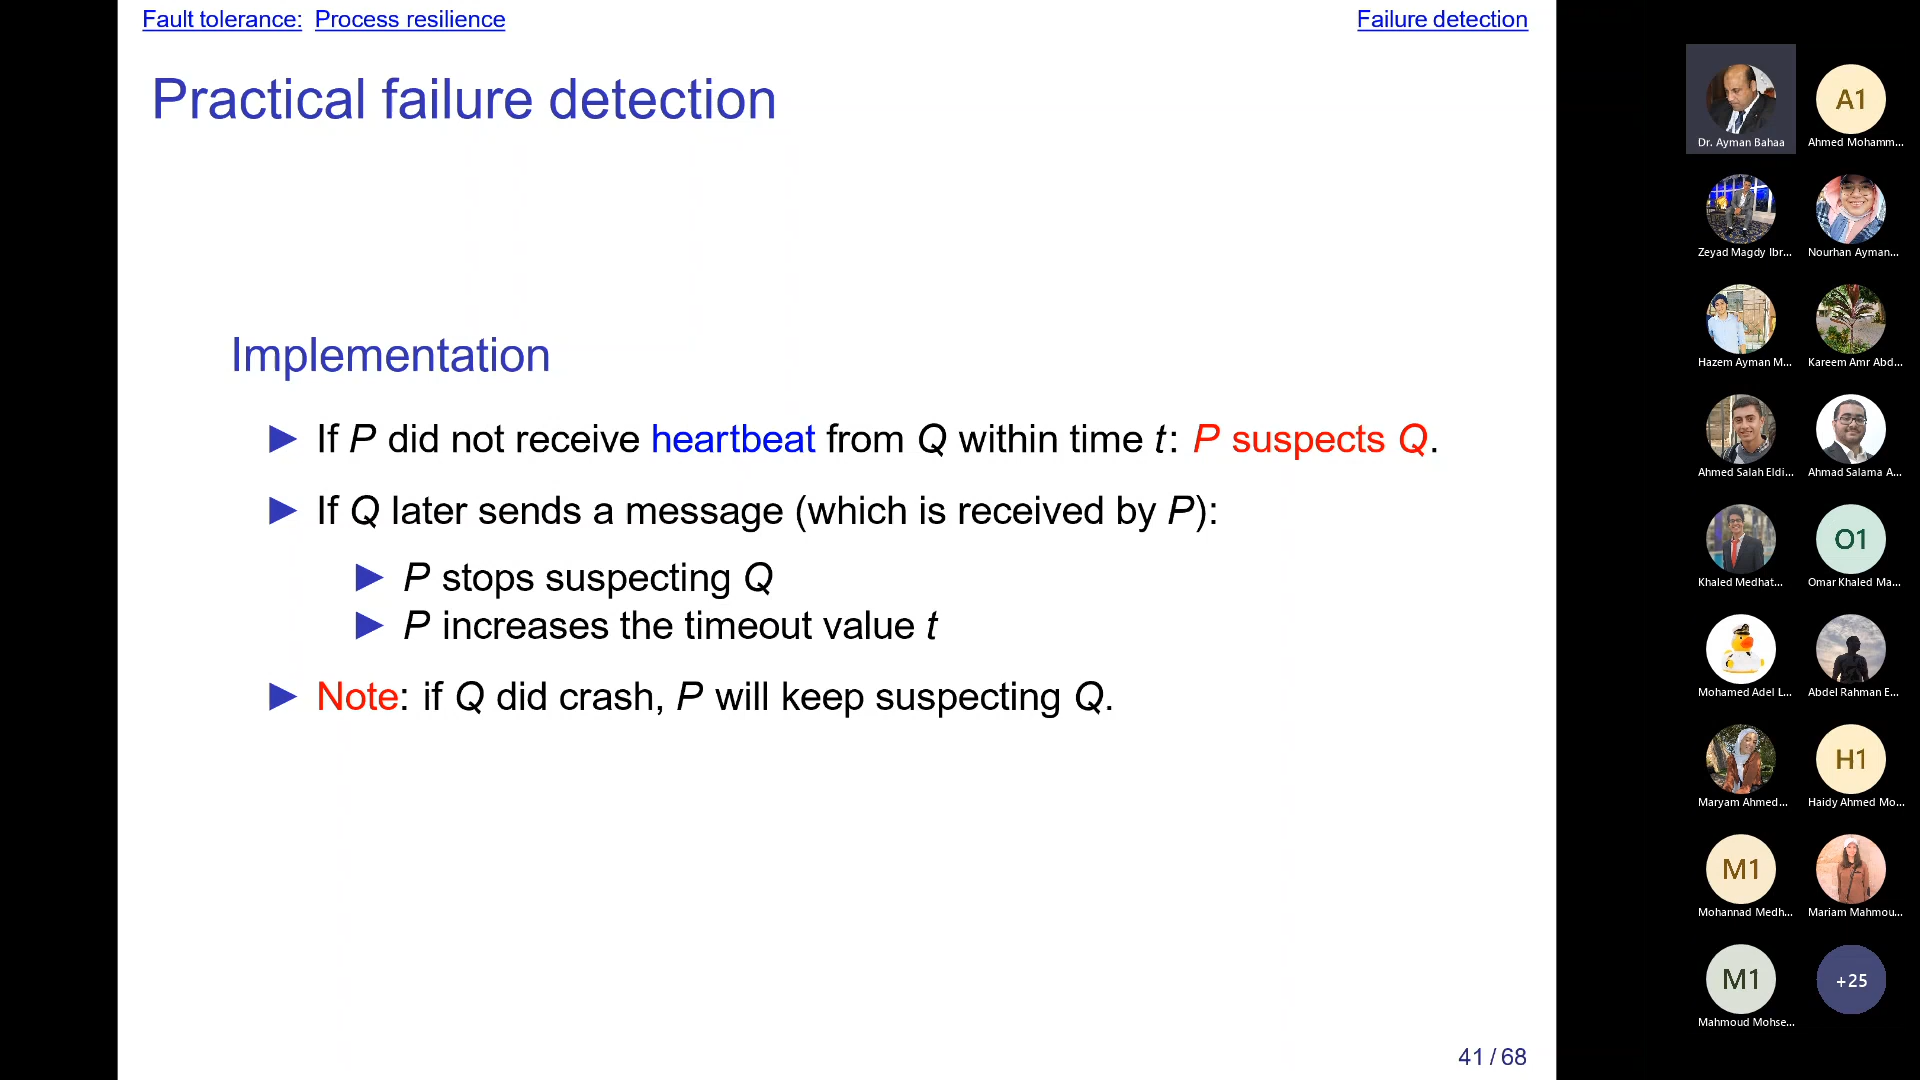 Fault tolerance: Process resilience
Failure detection
Practical failure detection
Implementation
▶ If P did not receive heartbeat from Q within time t: P suspects Q.
▶ If Q later sends a message (which is received by P):
▶ P stops suspecting Q
▶ P increases the timeout value t
▶ Note: if Q did crash, P will keep suspecting Q.
41 / 68
Dr. Ayman Bahaa
A1
Ahmed Mohamm...
Zeyad Magdy Ibr...
Nourhan Ayman...
Hazem Ayman M...
Kareem Amr Abd...
Ahmed Salah Eldi...
Ahmad Salama A...
Khaled Medhat...
O1
Omar Khaled Ma...
Mohamed Adel L...
Abdel Rahman E...
Maryam Ahmed...
H1
Haidy Ahmed Mo...
M1
Mohannad Medh...
Mariam Mahmou...
M1
Mahmoud Mohse...
+25